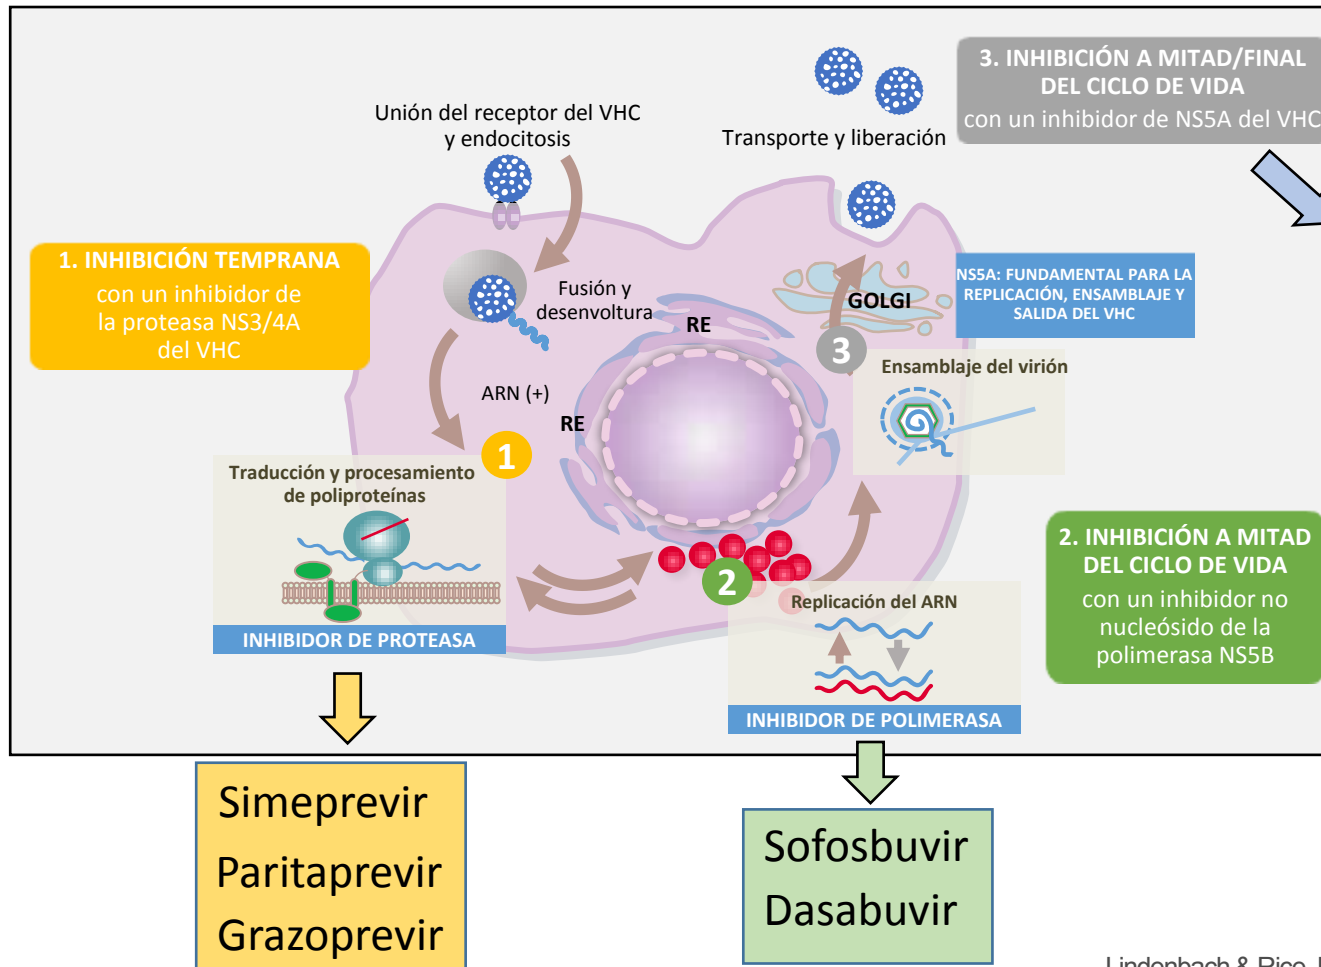 3. INHIBICIÓN A MITAD/FINAL
DEL CICLO DE VIDA
con un inhibidor de NS5A del VHC
Unión del receptor del VHC
y endocitosis
Transporte y liberación
1. INHIBICIÓN TEMPRANA
con un inhibidor de
la proteasa NS3/4A
del VHC
Fusión y
desenvoltura
NS5A: FUNDAMENTAL PARA LA
REPLICACIÓN, ENSAMBLAJE Y
SALIDA DEL VHC
GOLGI
RE
3
Ensamblaje del virión
ARN (+)
RE
1
Traducción y procesamiento
de poliproteínas
INHIBIDOR DE PROTEASA
2
Replicación del ARN
INHIBIDOR DE POLIMERASA
2. INHIBICIÓN A MITAD
DEL CICLO DE VIDA
con un inhibidor no
nucleósido de la
polimerasa NS5B
Simeprevir
Paritaprevir
Grazoprevir
Sofosbuvir
Dasabuvir
Lindenbach & Rice.